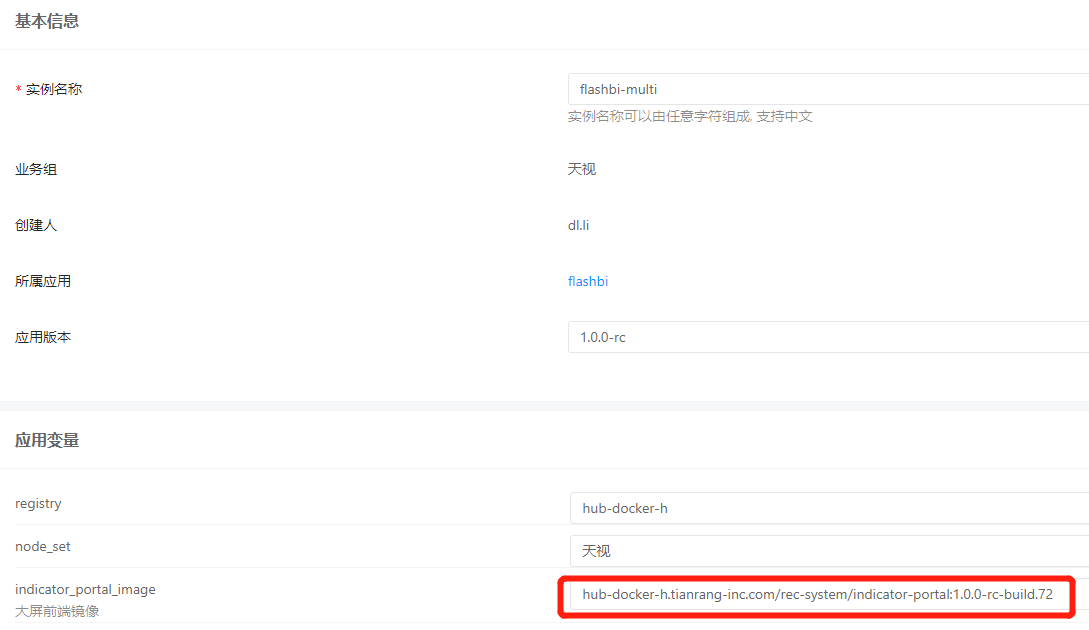 基本信息
* 实例名称
flashbi-multi
实例名称可以由任意字符组成, 支持中文
业务组
天视
创建人
dl.li
所属应用
flashbi
应用版本
1.0.0-rc
应用变量
registry
hub-docker-h
node_set
天视
indicator_portal_image
hub-docker-h.tianrang-inc.com/rec-system/indicator-portal:1.0.0-rc-build.72
大屏前端镜像